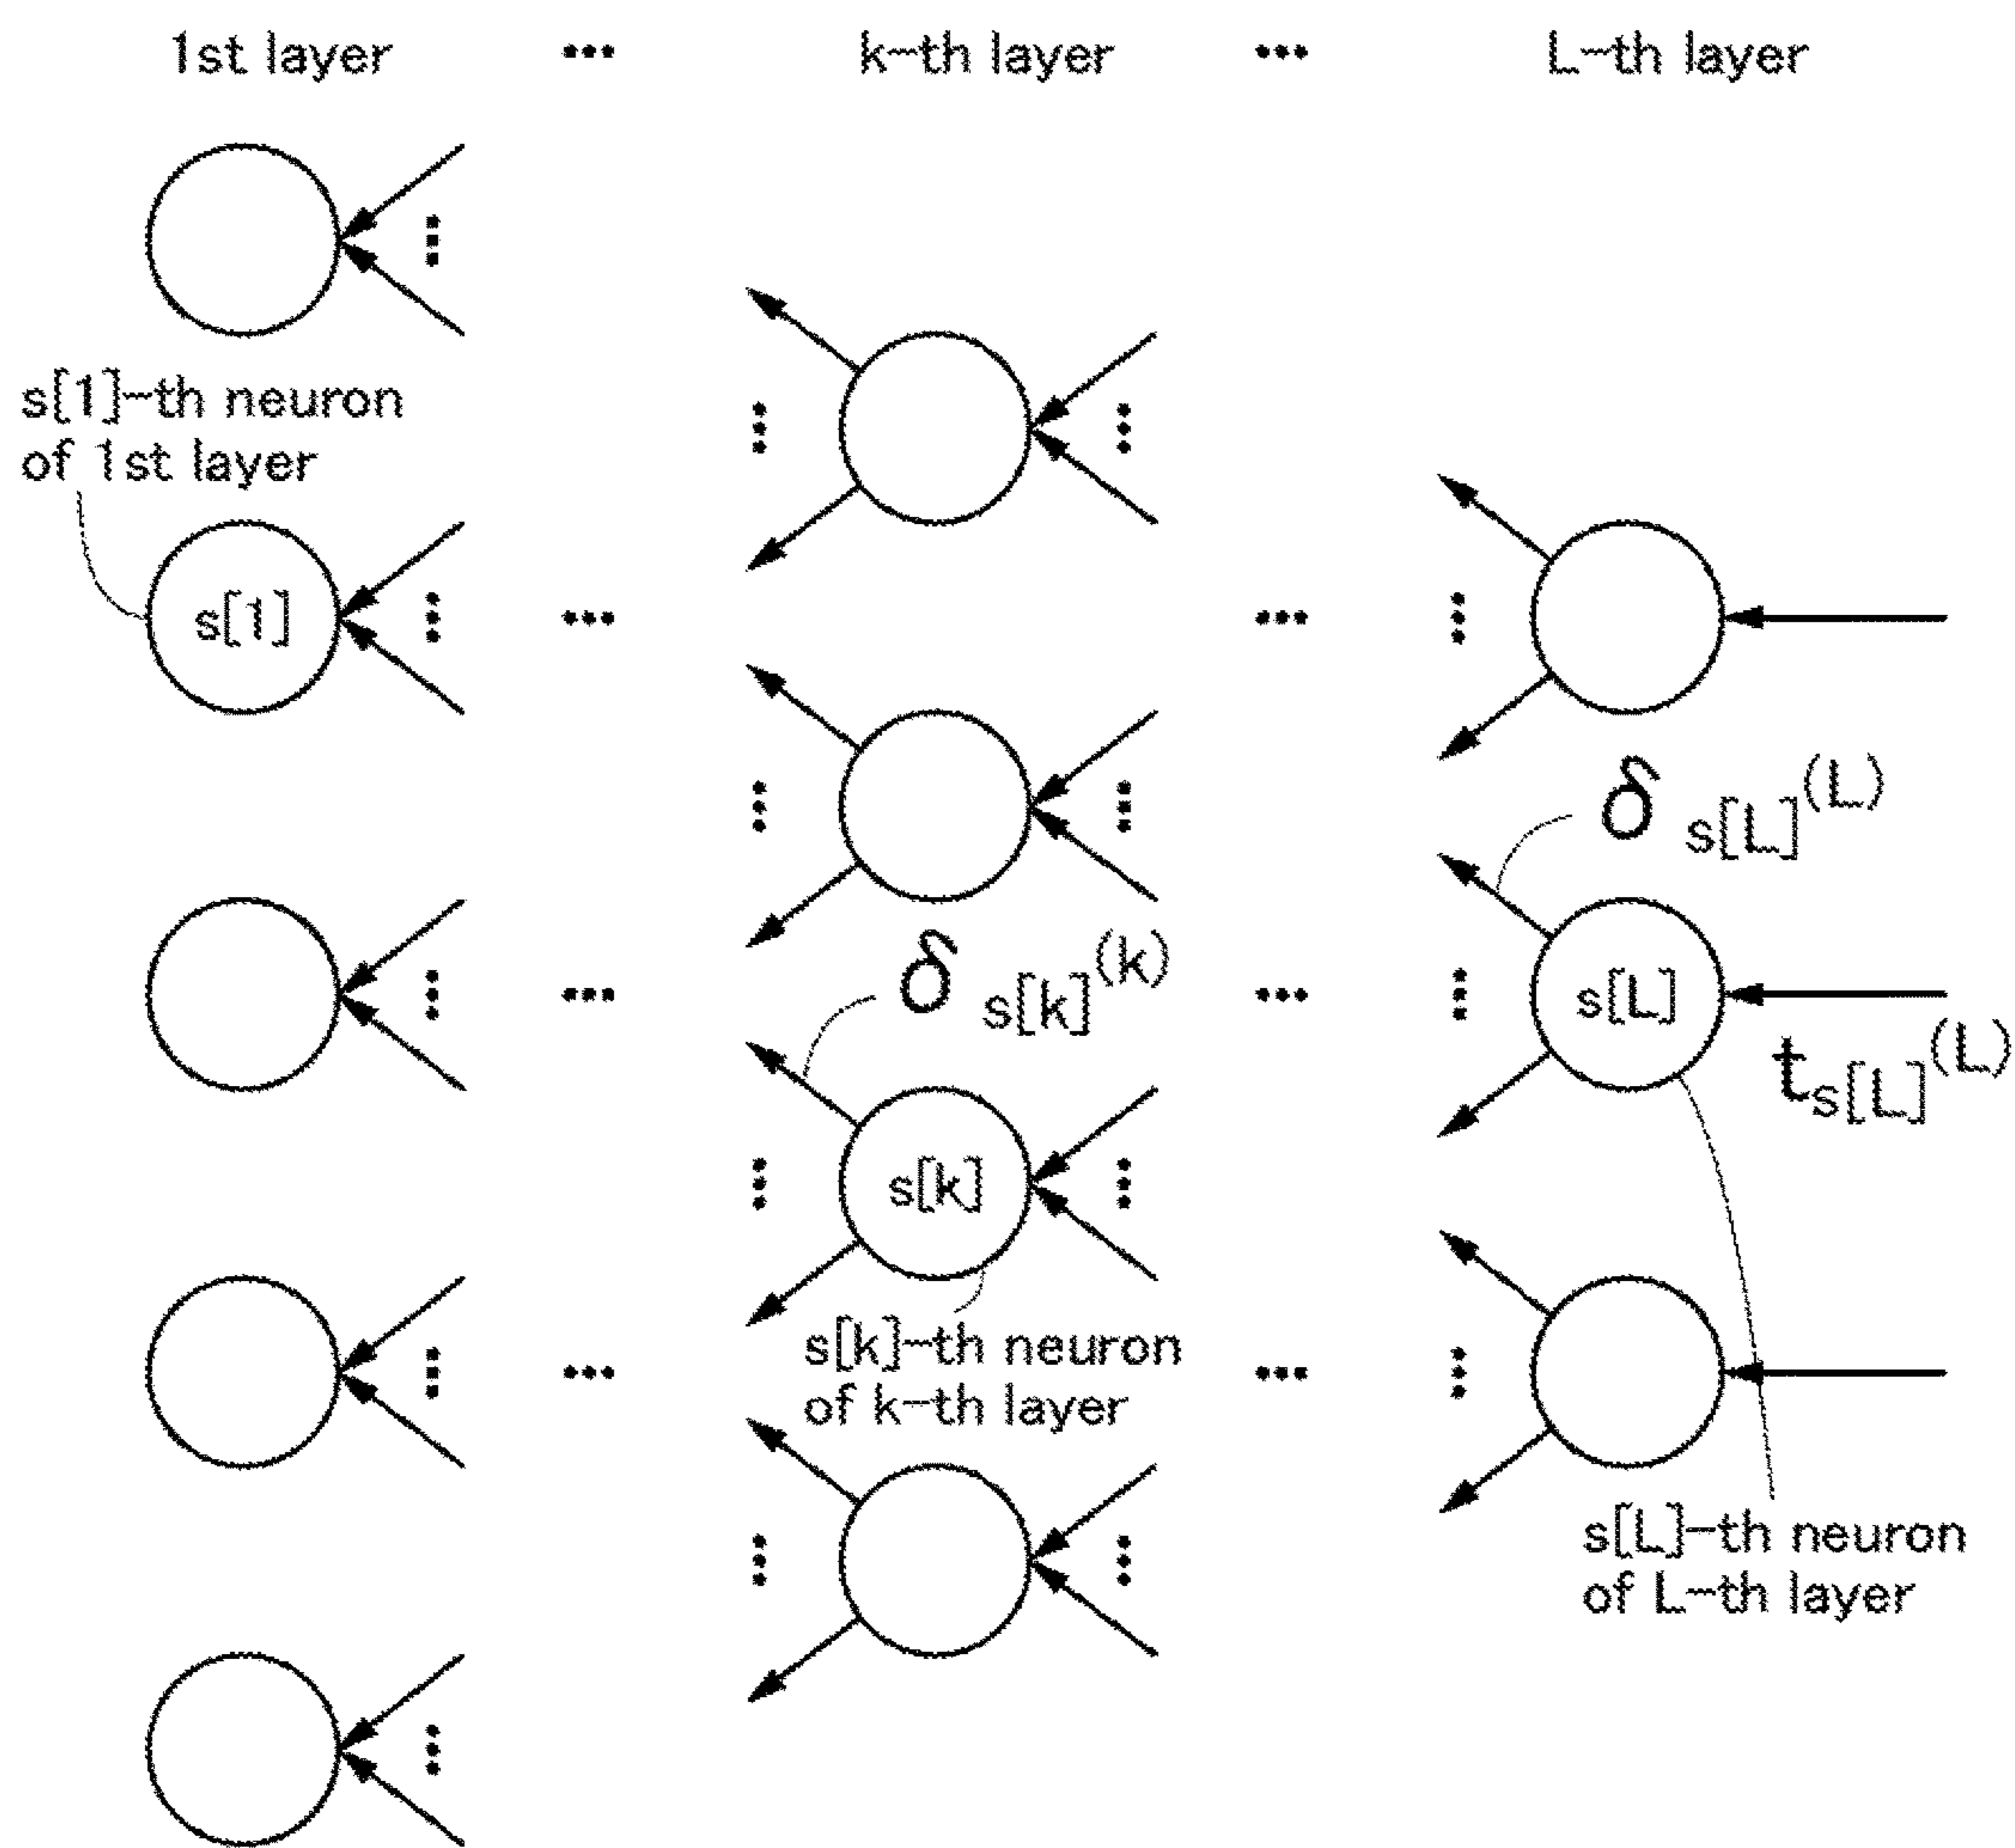 1st layer ... k-th layer ... L-th layer
s[1]-th neuron
of 1st layer
s[1]
δ s[L]^(L)
δ s[k]^(k)
s[L]
t s[L]^(L)
s[k]
s[k]-th neuron
of k-th layer
s[L]-th neuron
of L-th layer